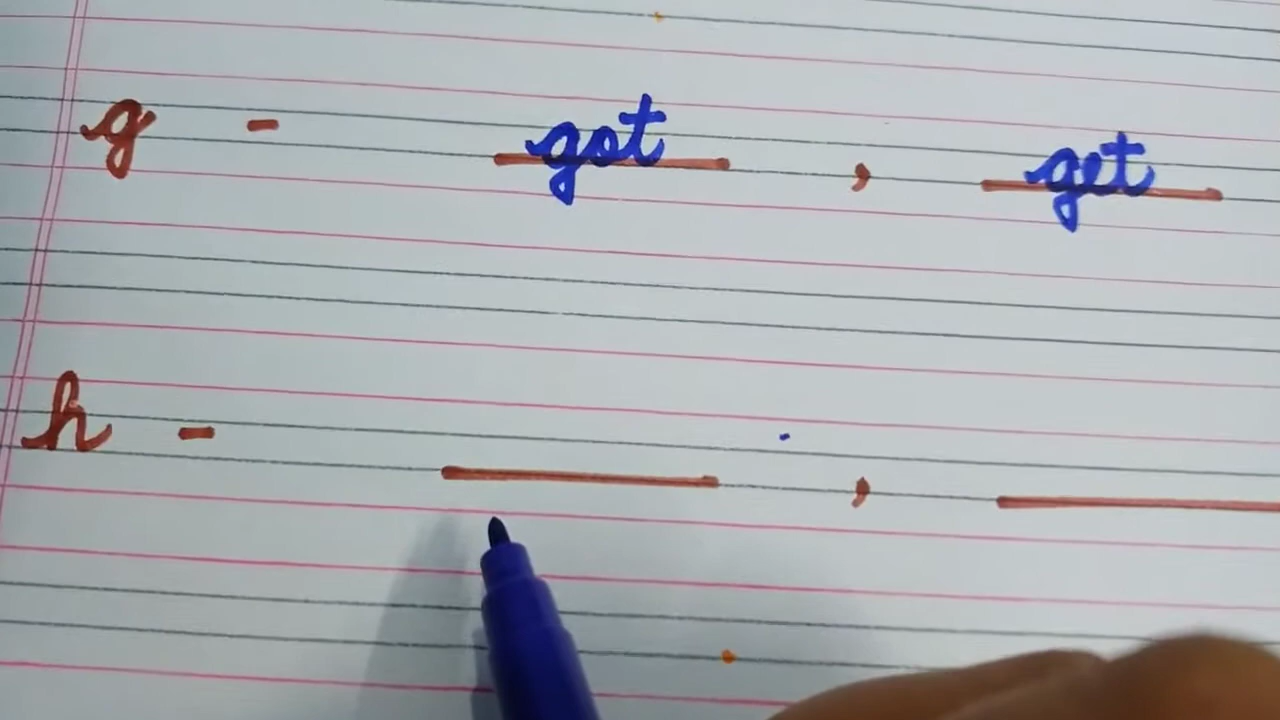 g - got , get
h - ,